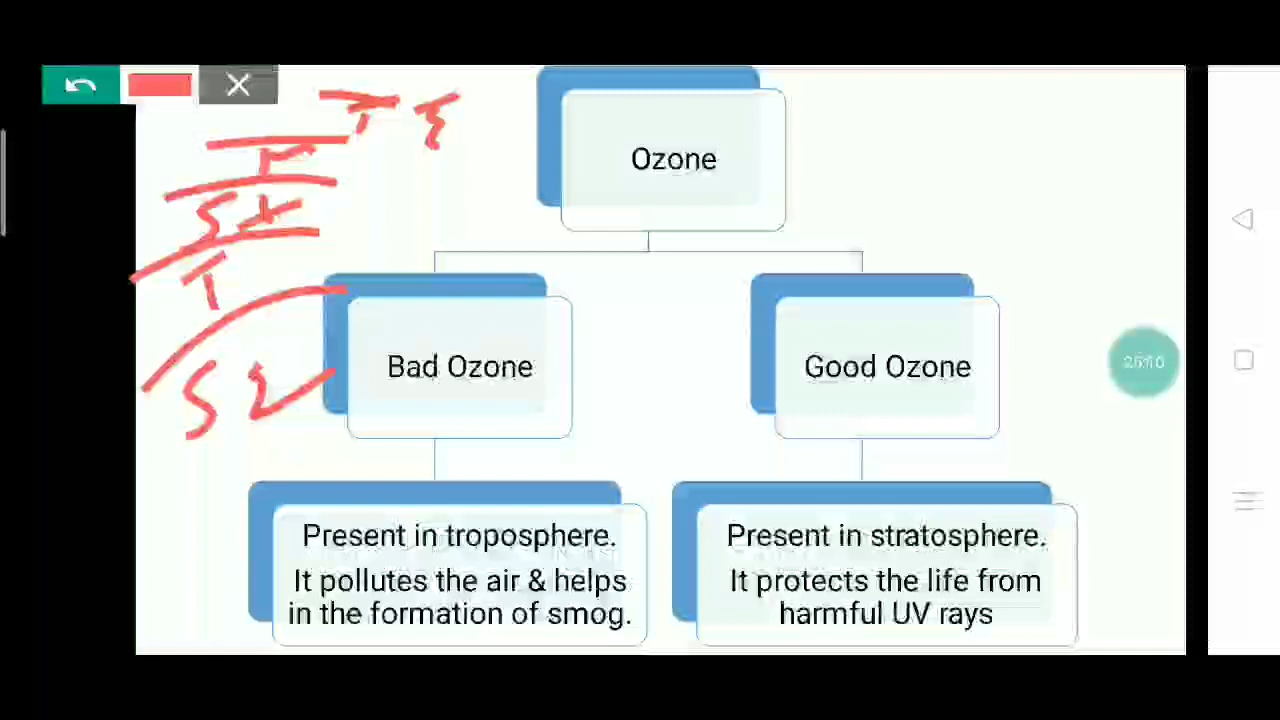 Ozone
Bad Ozone
Good Ozone
Present in troposphere.
It pollutes the air & helps
in the formation of smog.
Present in stratosphere.
It protects the life from
harmful UV rays